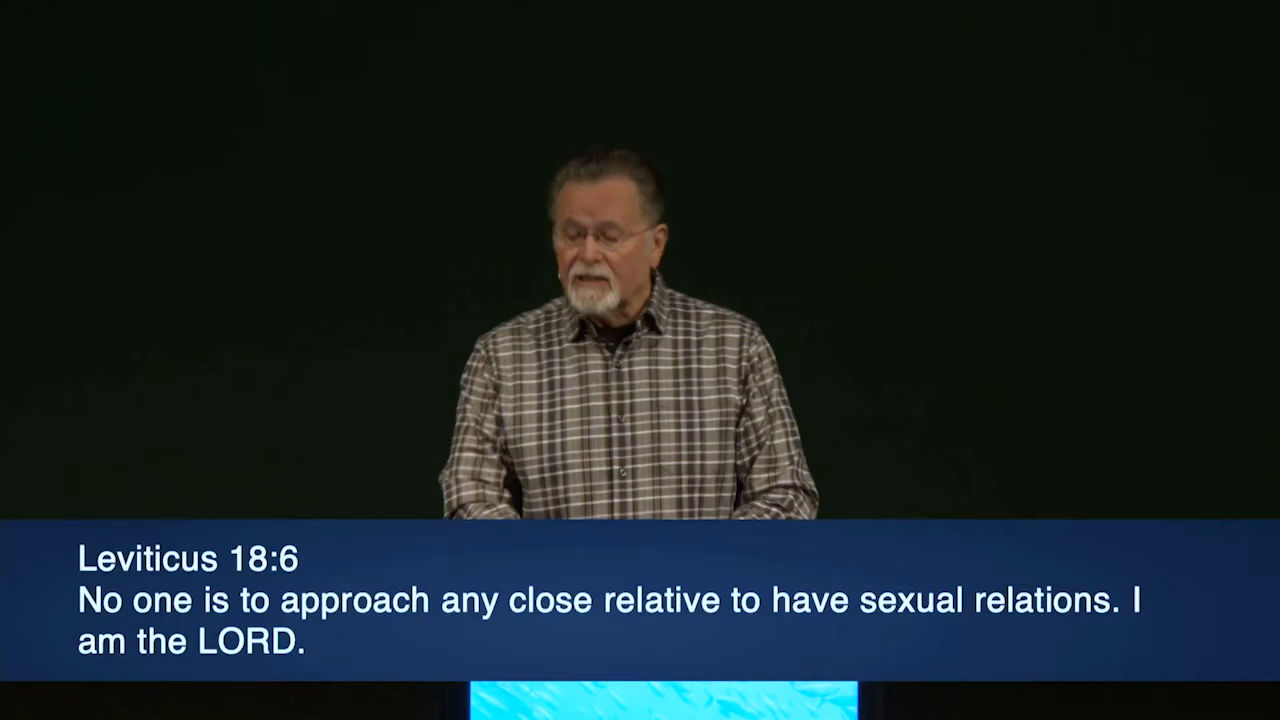 Leviticus 18:6
No one is to approach any close relative to have sexual relations. I
am the LORD.